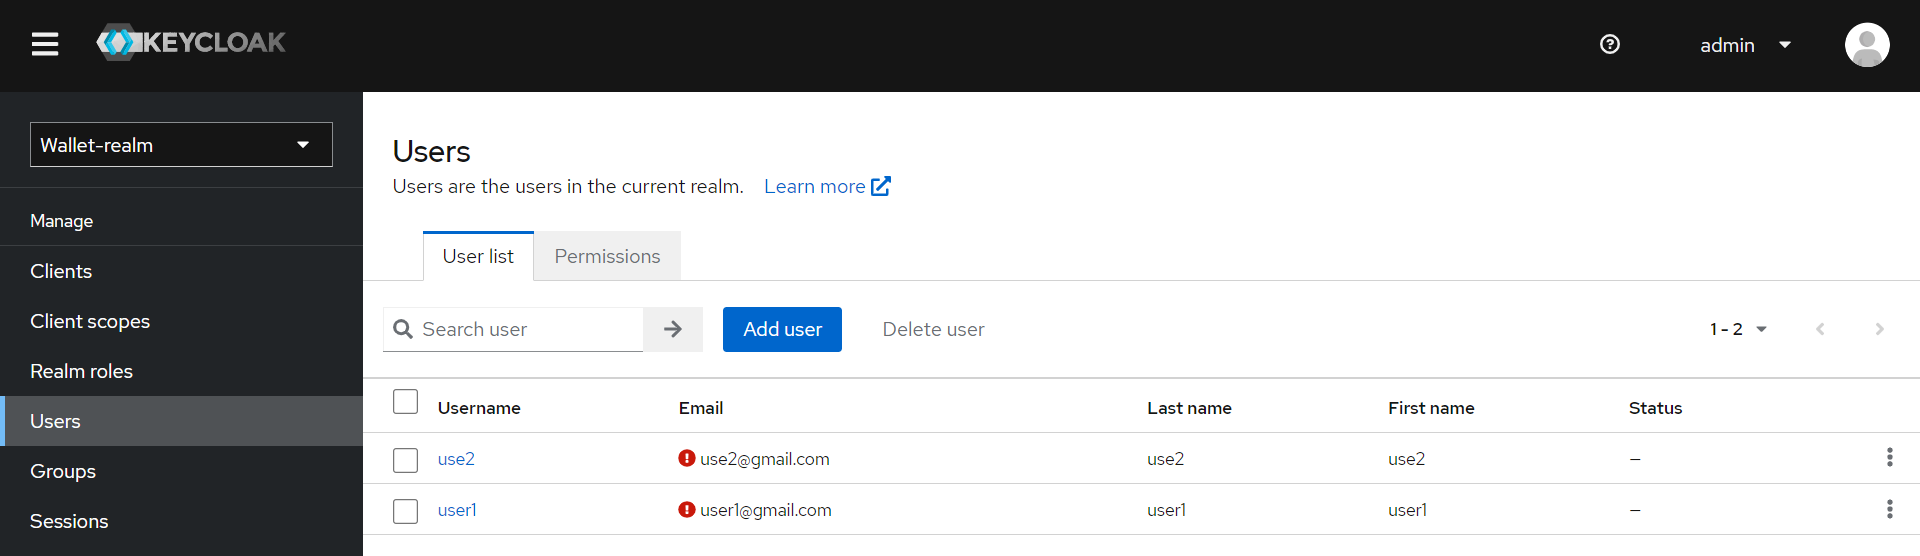 KEYCLOAK
admin
Wallet-realm
Manage
Clients
Client scopes
Realm roles
Users
Groups
Sessions
Users
Users are the users in the current realm. Learn more
User list Permissions
Search user Add user Delete user 1 - 2
Username Email Last name First name Status
use2 use2@gmail.com use2 use2 –
user1 user1@gmail.com user1 user1 –